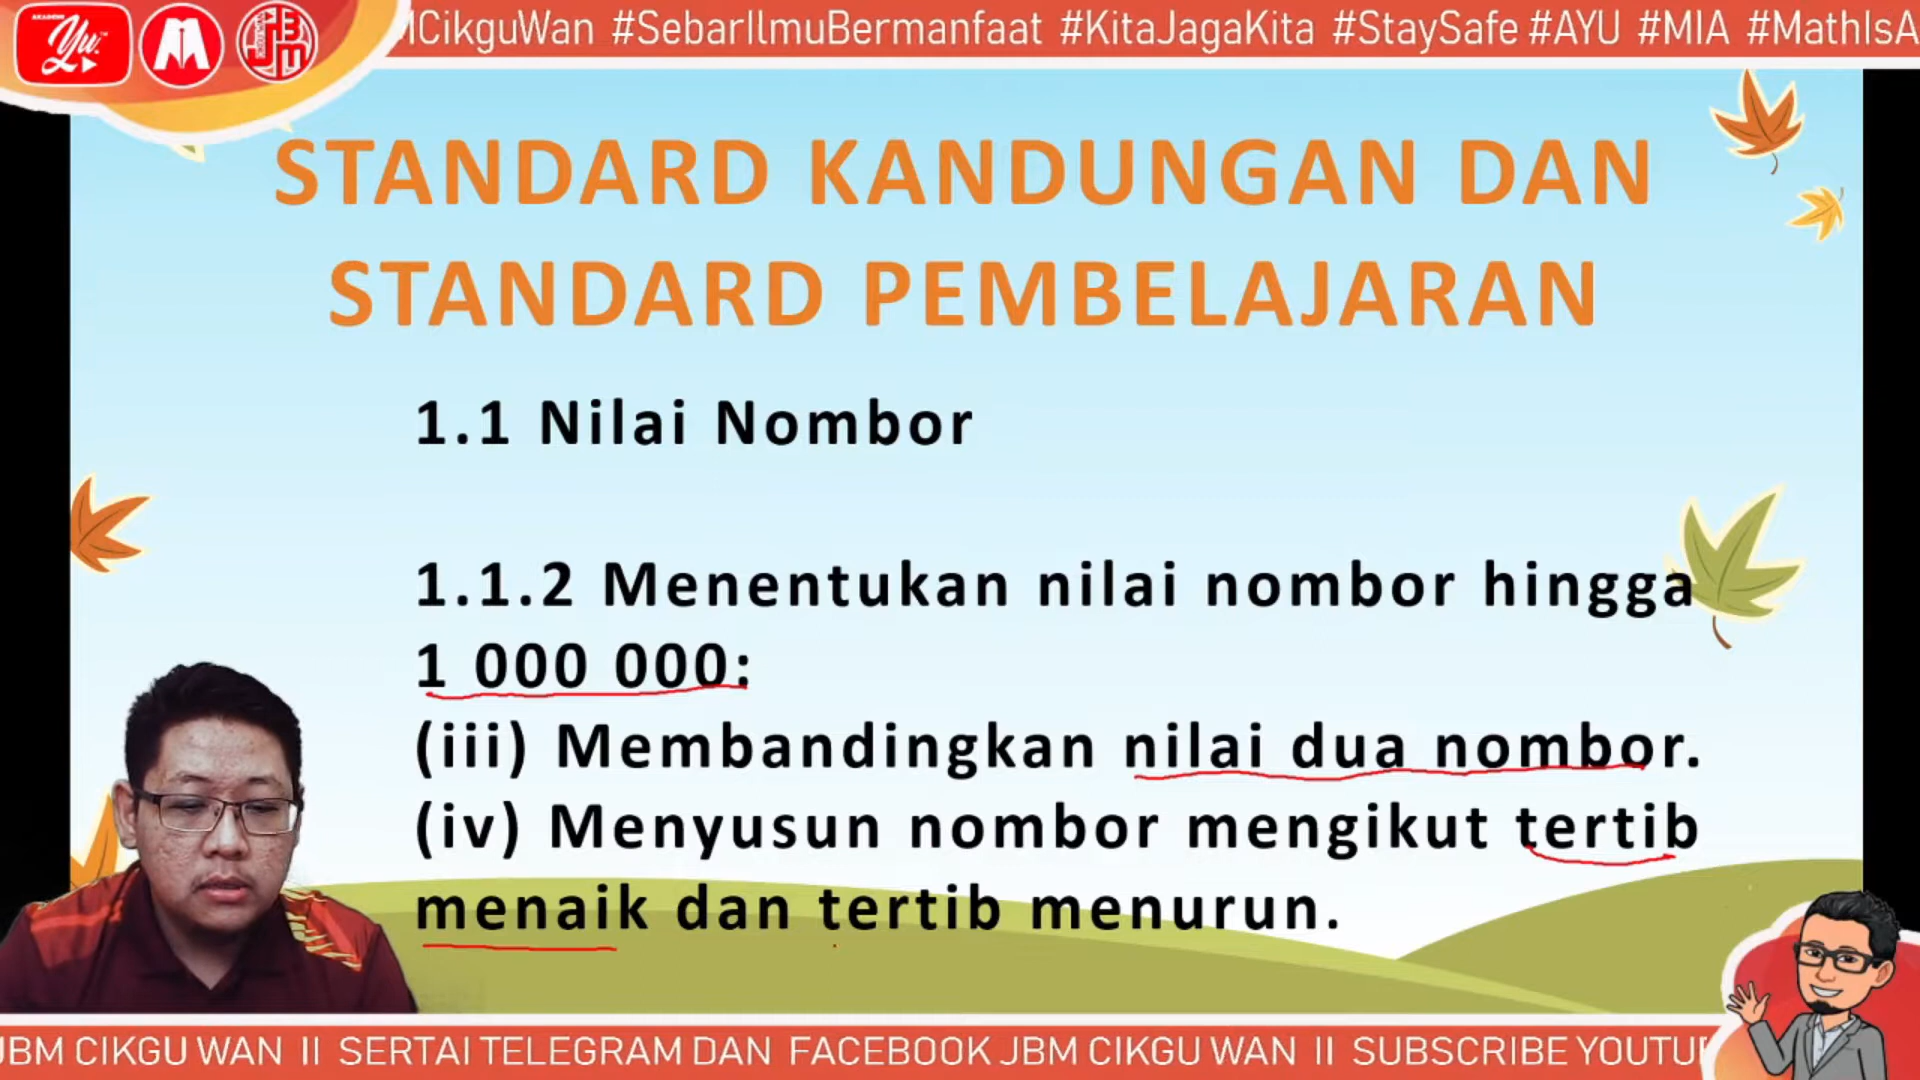 CikguWan #SebarIlmuBermanfaat #KitaJagaKita #StaySafe #AYU #MIA #MathIsA
STANDARD KANDUNGAN DAN
STANDARD PEMBELAJARAN
1.1 Nilai Nombor
1.1.2 Menentukan nilai nombor hingga
1 000 000:
(iii) Membandingkan nilai dua nombor.
(iv) Menyusun nombor mengikut tertib
menaik dan tertib menurun.
JBM CIKGU WAN II SERTAI TELEGRAM DAN FACEBOOK JBM CIKGU WAN II SUBSCRIBE YOUTU